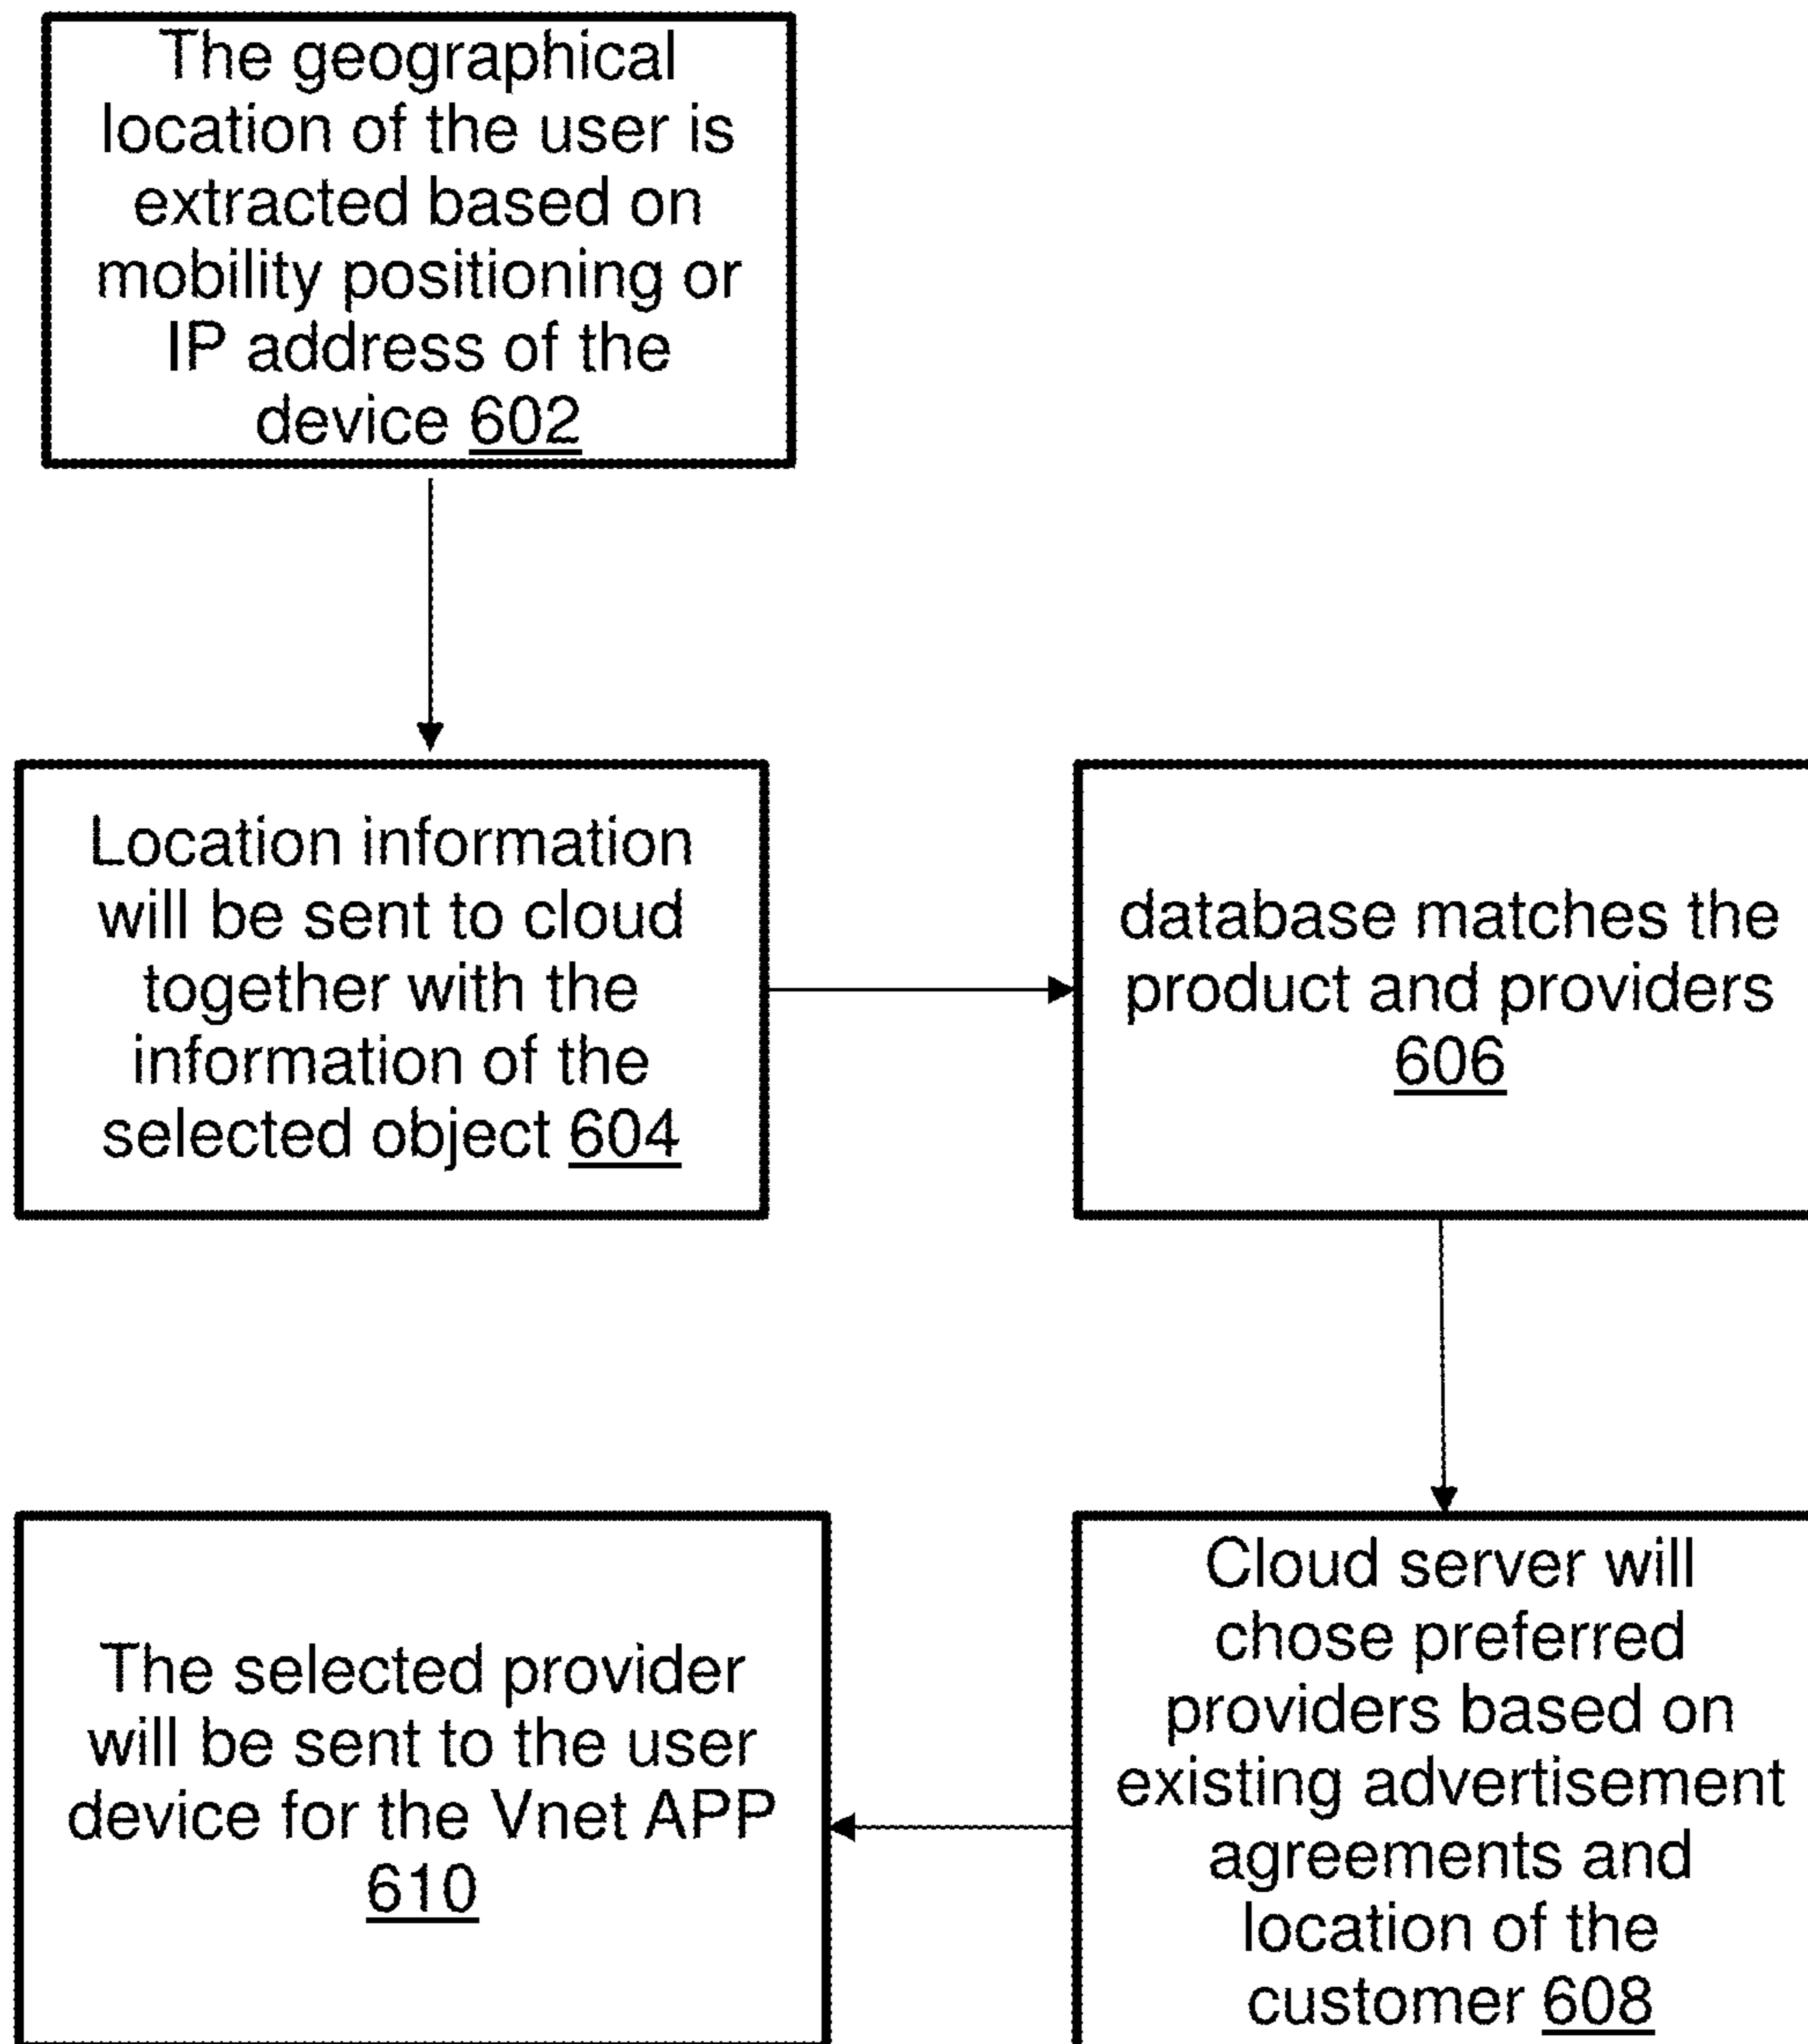 The geographical
location of the user is
extracted based on
mobility positioning or
IP address of the
device 602
Location information
will be sent to cloud
together with the
information of the
selected object 604
database matches the
product and providers
606
Cloud server will
chose preferred
providers based on
existing advertisement
agreements and
location of the
customer 608
The selected provider
will be sent to the user
device for the Vnet APP
610